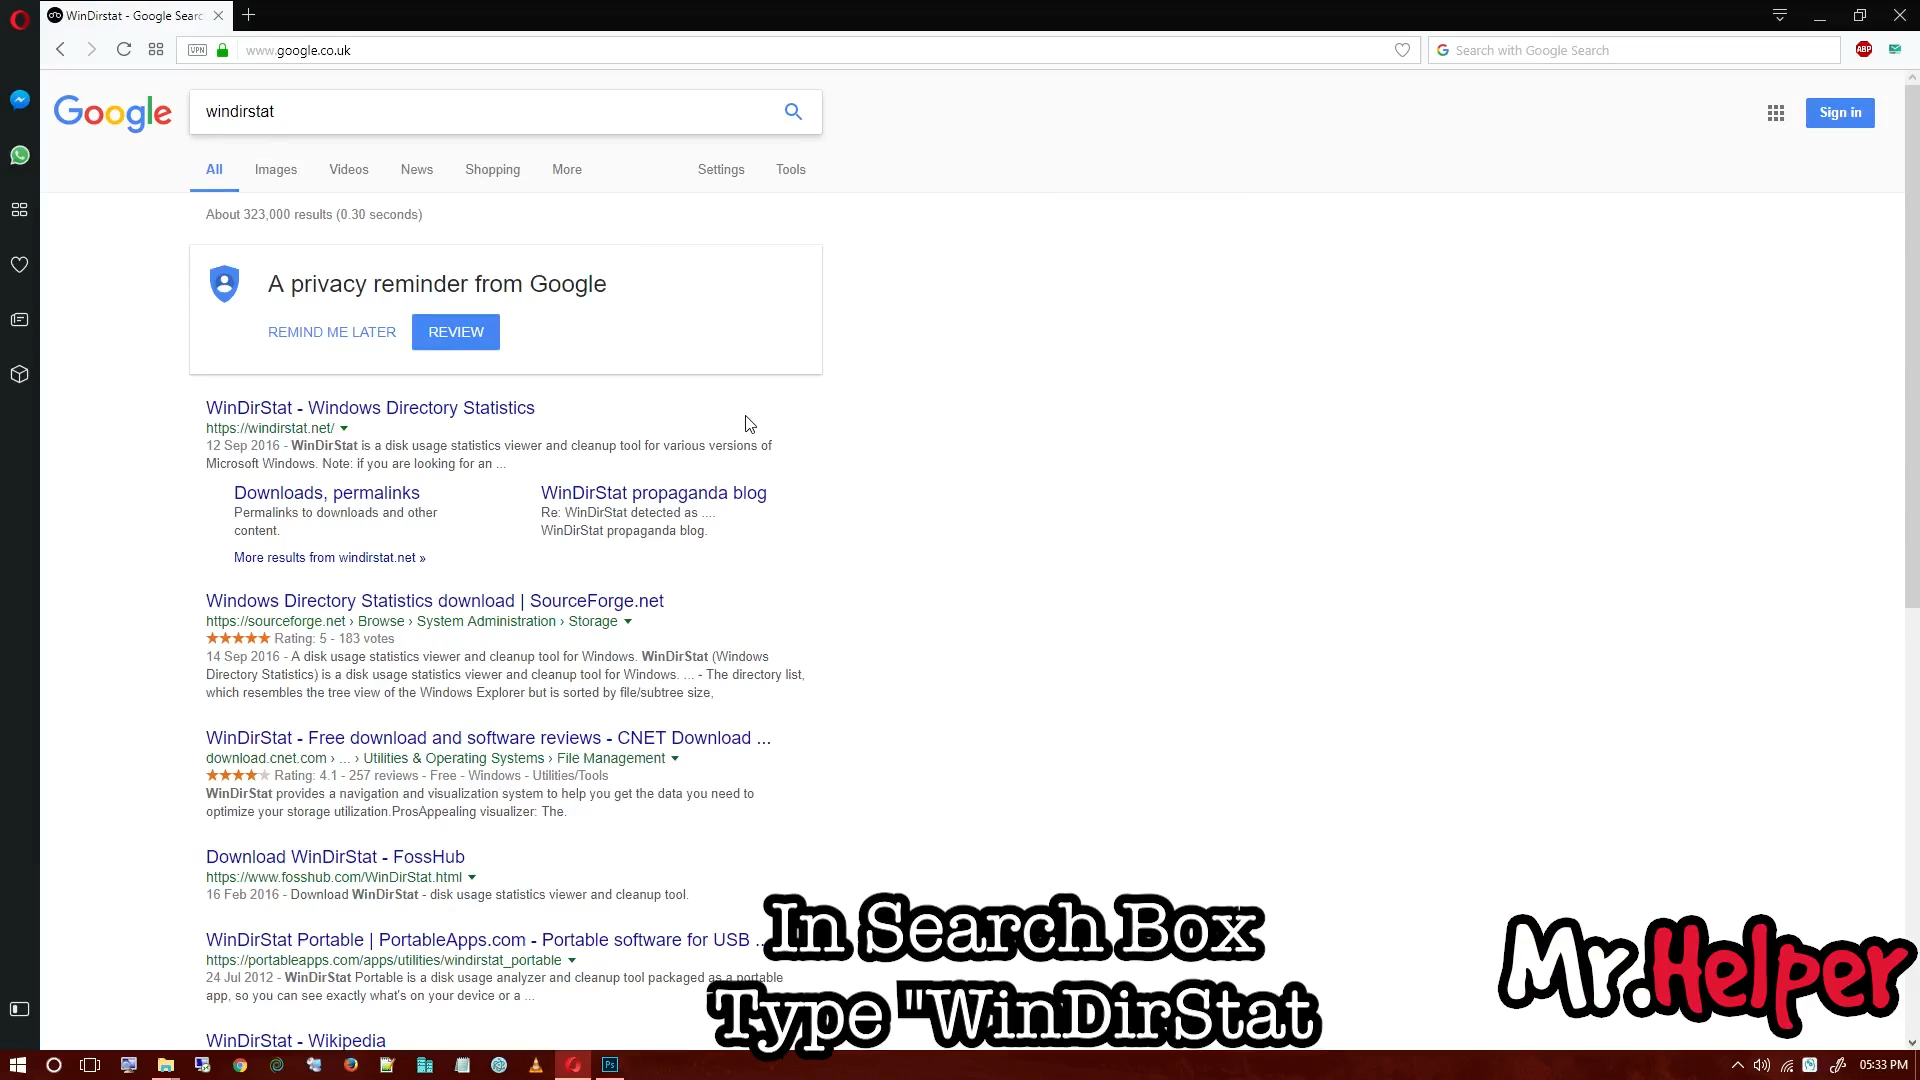 WinDirstat - Google Searc
VPN
www.google.co.uk
Search with Google Search
ABP
Google
windirstat
Sign in
All
Images
Videos
News
Shopping
More
Settings
Tools
About 323,000 results (0.30 seconds)
A privacy reminder from Google
REMIND ME LATER
REVIEW
WinDirStat - Windows Directory Statistics
https://windirstat.net/
12 Sep 2016 - WinDirStat is a disk usage statistics viewer and cleanup tool for various versions of
Microsoft Windows. Note: if you are looking for an ...
Downloads, permalinks
Permalinks to downloads and other
content.
WinDirStat propaganda blog
Re: WinDirStat detected as ....
WinDirStat propaganda blog.
More results from windirstat.net »
Windows Directory Statistics download | SourceForge.net
https://sourceforge.net › Browse › System Administration › Storage
Rating: 5 - 183 votes
14 Sep 2016 - A disk usage statistics viewer and cleanup tool for Windows. WinDirStat (Windows
Directory Statistics) is a disk usage statistics viewer and cleanup tool for Windows. ... - The directory list,
which resembles the tree view of the Windows Explorer but is sorted by file/subtree size,
WinDirStat - Free download and software reviews - CNET Download ...
download.cnet.com › ... › Utilities & Operating Systems › File Management
Rating: 4.1 - 257 reviews - Free - Windows - Utilities/Tools
WinDirStat provides a navigation and visualization system to help you get the data you need to
optimize your storage utilization.ProsAppealing visualizer: The.
Download WinDirStat - FossHub
https://www.fosshub.com/WinDirStat.html
16 Feb 2016 - Download WinDirStat - disk usage statistics viewer and cleanup tool.
WinDirStat Portable | PortableApps.com - Portable software for USB ...
https://portableapps.com/apps/utilities/windirstat_portable
24 Jul 2012 - WinDirStat Portable is a disk usage analyzer and cleanup tool packaged as a portable
app, so you can see exactly what's on your device or a ...
WinDirStat - Wikipedia
In Search Box
Type "WinDirStat
Mr.Helper
Ps
05:33 PM